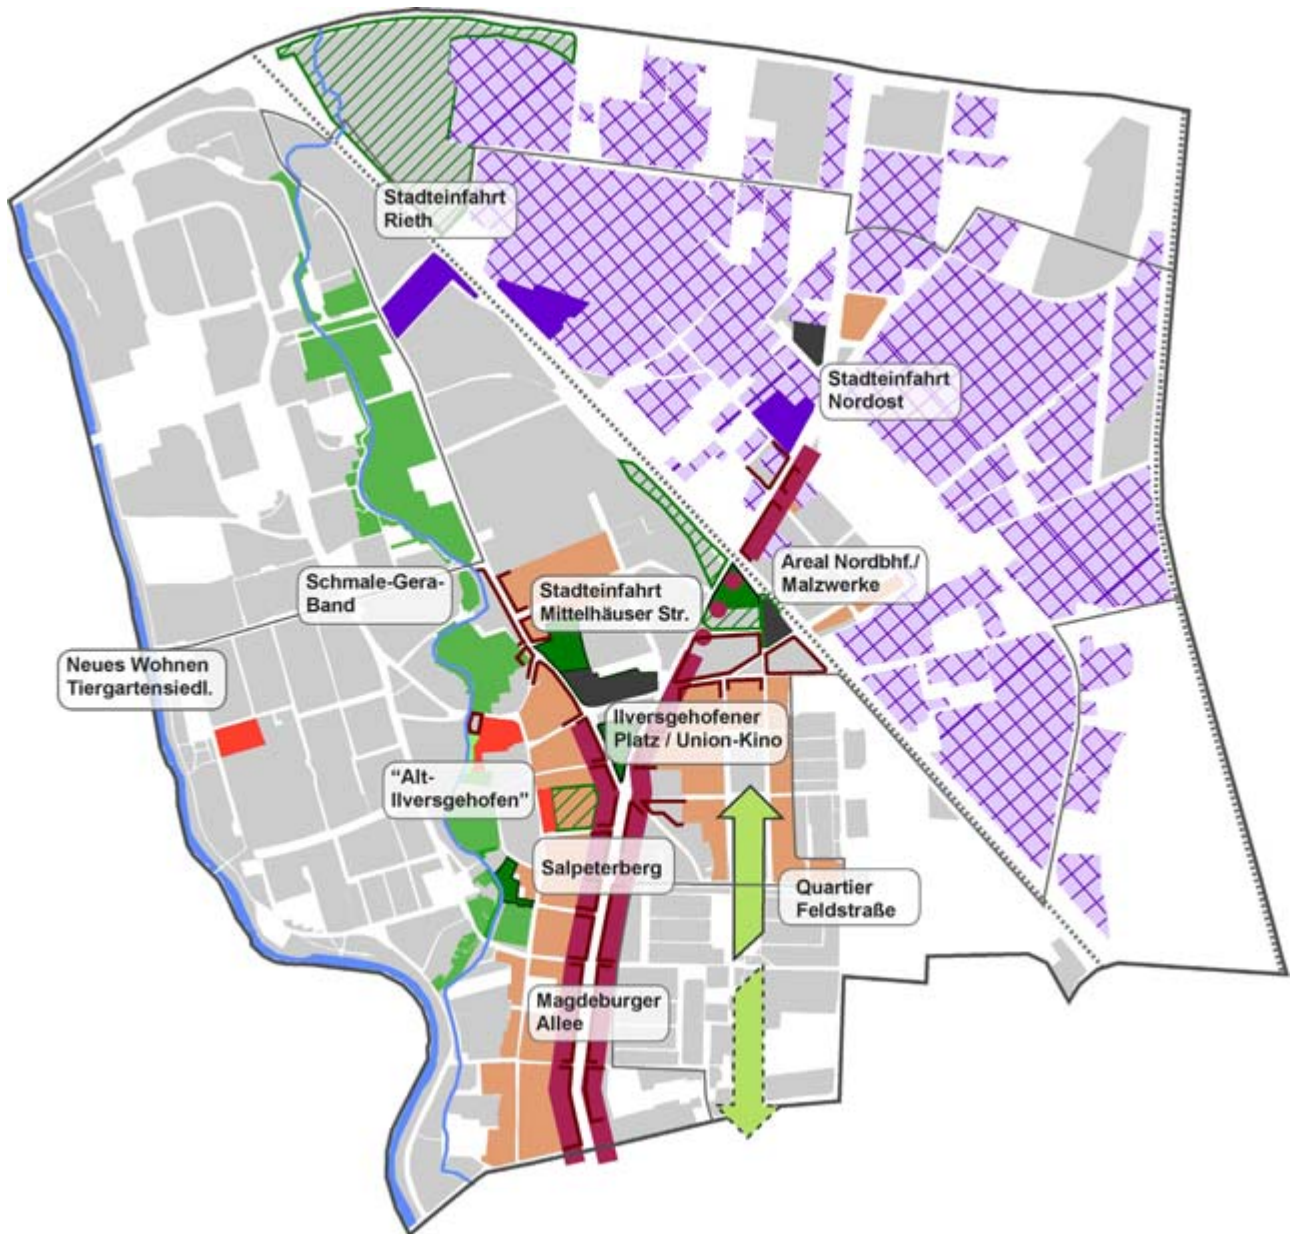 Stadteinfahrt
Rieth
Stadteinfahrt
Nordost
Areal Nordbhf./
Malzwerke
Schmale-Gera-
Band
Stadteinfahrt
Mittelhäuser Str.
Neues Wohnen
Tiergartensiedl.
Ilversgehofener
Platz / Union-Kino
“Alt-
Ilversgehofen”
Salpeterberg
Quartier
Feldstraße
Magdeburger
Allee